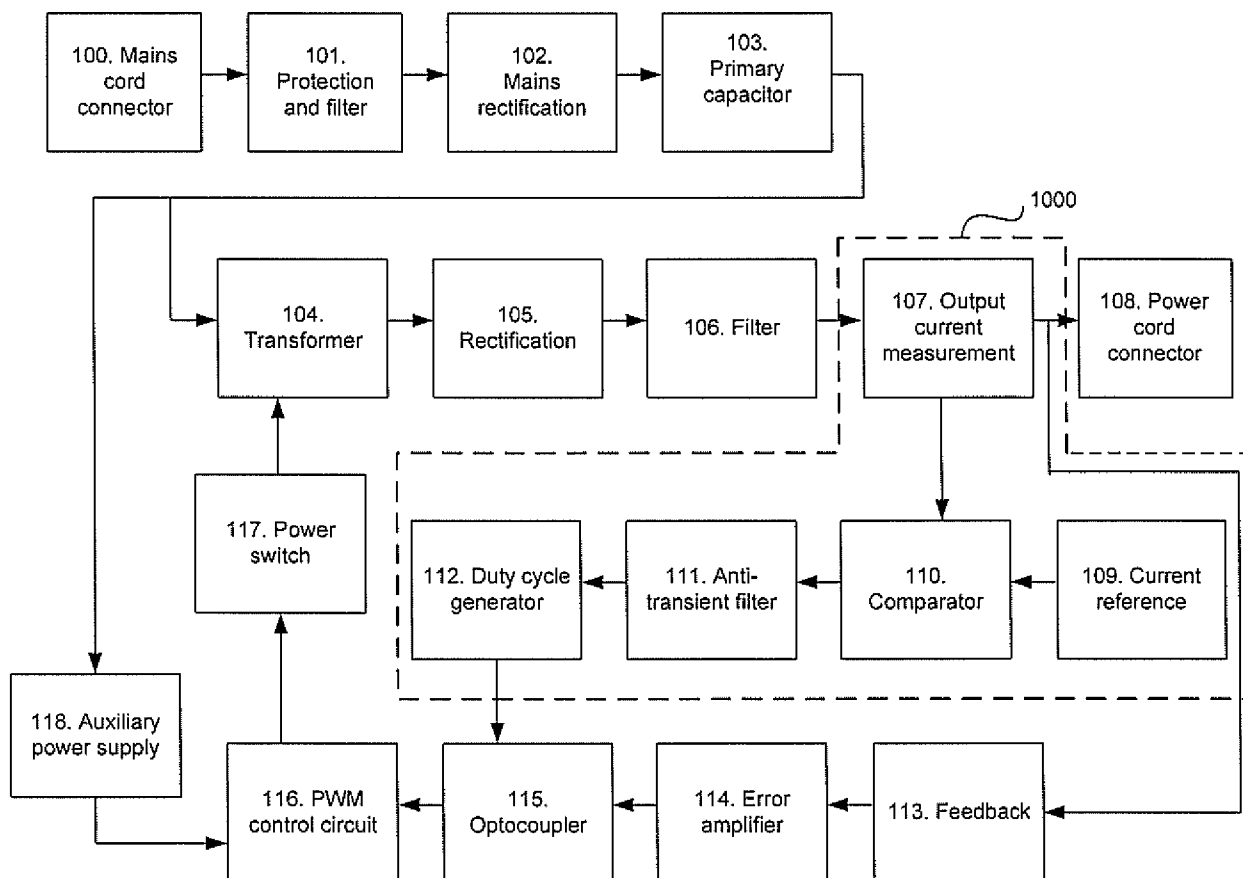 100. Mains
cord
connector
101.
Protection
and filter
102.
Mains
rectification
103.
Primary
capacitor
1000
104.
Transformer
105.
Rectification
106. Filter
107. Output
current
measurement
108. Power
cord
connector
117. Power
switch
112. Duty cycle
generator
111. Anti-
transient filter
110.
Comparator
109. Current
reference
118. Auxiliary
power supply
116. PWM
control circuit
115.
Optocoupler
114. Error
amplifier
113. Feedback